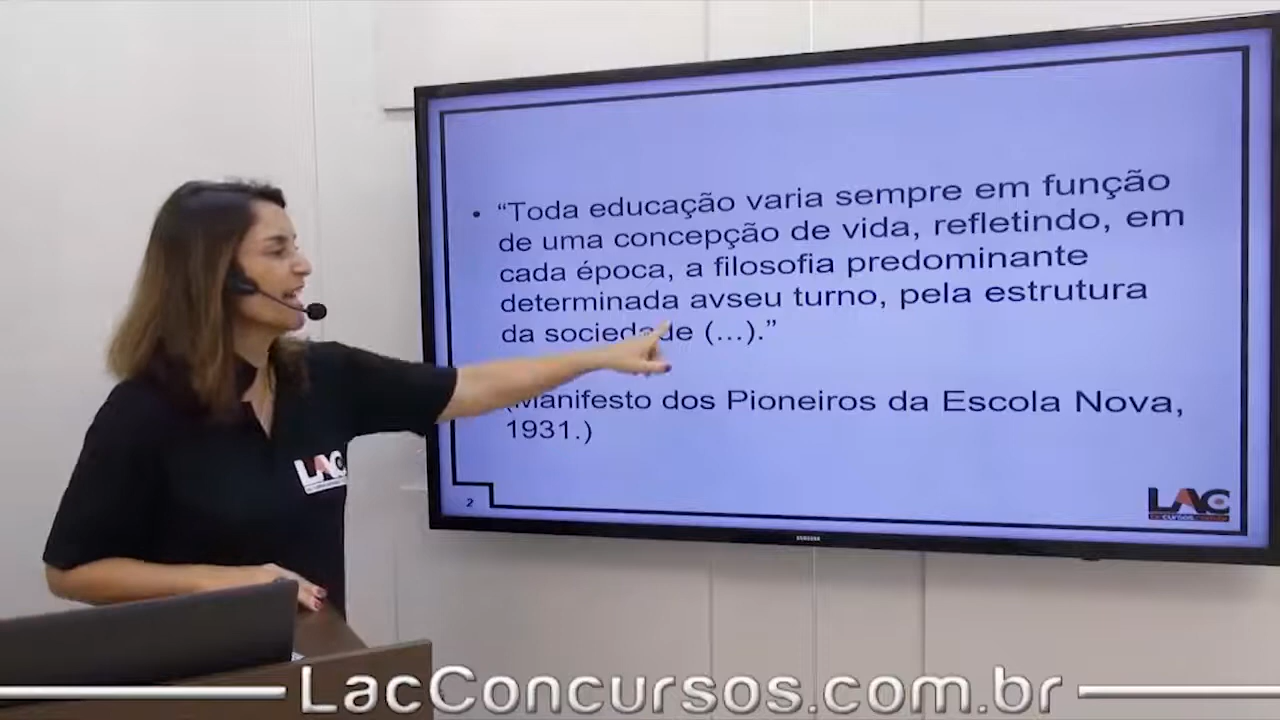 • “Toda educação varia sempre em função
de uma concepção de vida, refletindo, em
cada época, a filosofia predominante
determinada avseu turno, pela estrutura
da sociedade (...).”
(Manifesto dos Pioneiros da Escola Nova,
1931.)
LAC
2
LAC
SAMSUNG
LacConcursos.com.br